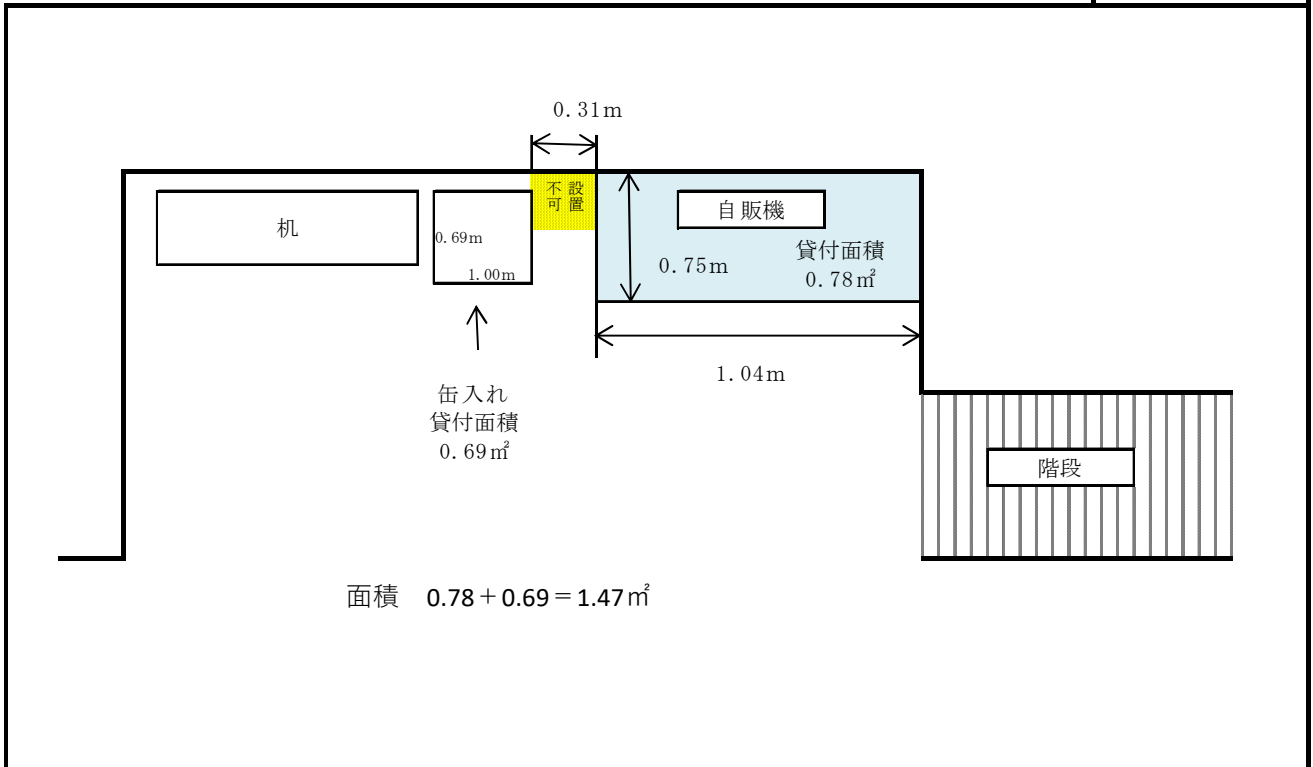 0.31m
設置
不可
自販機
机
0.69m
1.00m
0.75m
貸付面積
0.78㎡
1.04m
缶入れ
貸付面積
0.69㎡
階段
面積　0.78＋0.69＝1.47㎡